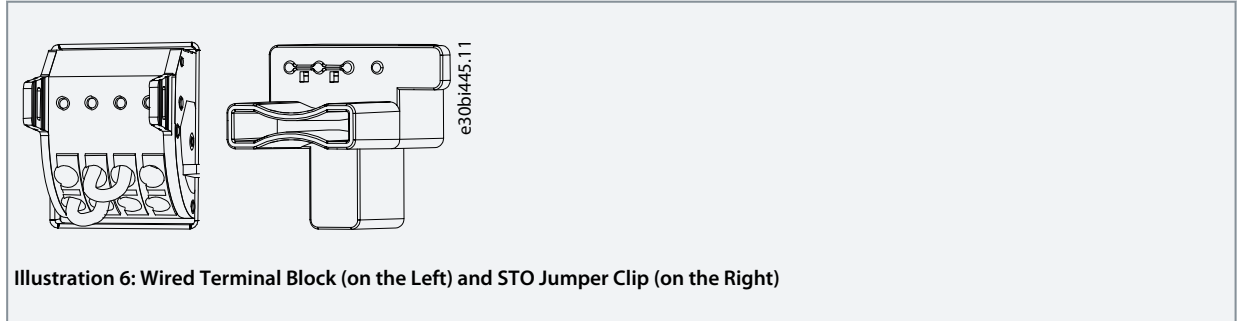 e30bi445.11
Illustration 6: Wired Terminal Block (on the Left) and STO Jumper Clip (on the Right)